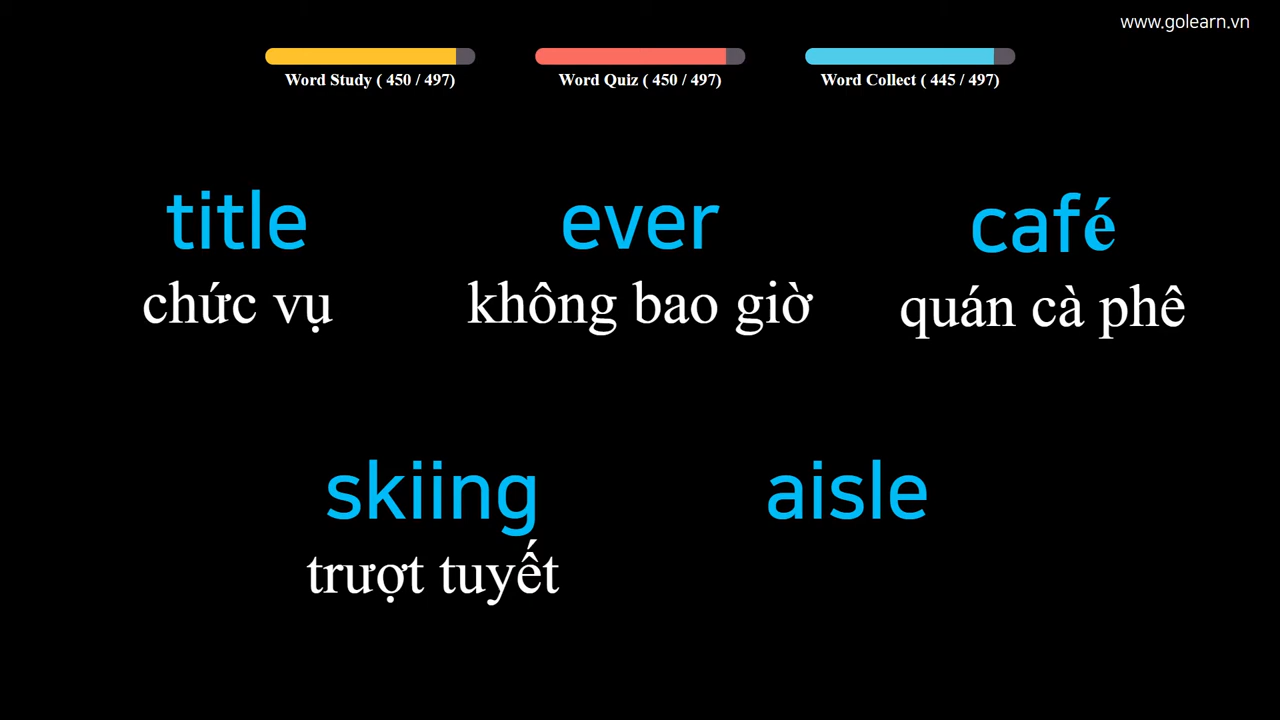 www.golearn.vn
Word Study ( 450 / 497) Word Quiz ( 450 / 497) Word Collect ( 445 / 497)
title ever café
chức vụ không bao giờ quán cà phê
skiing aisle
trượt tuyết